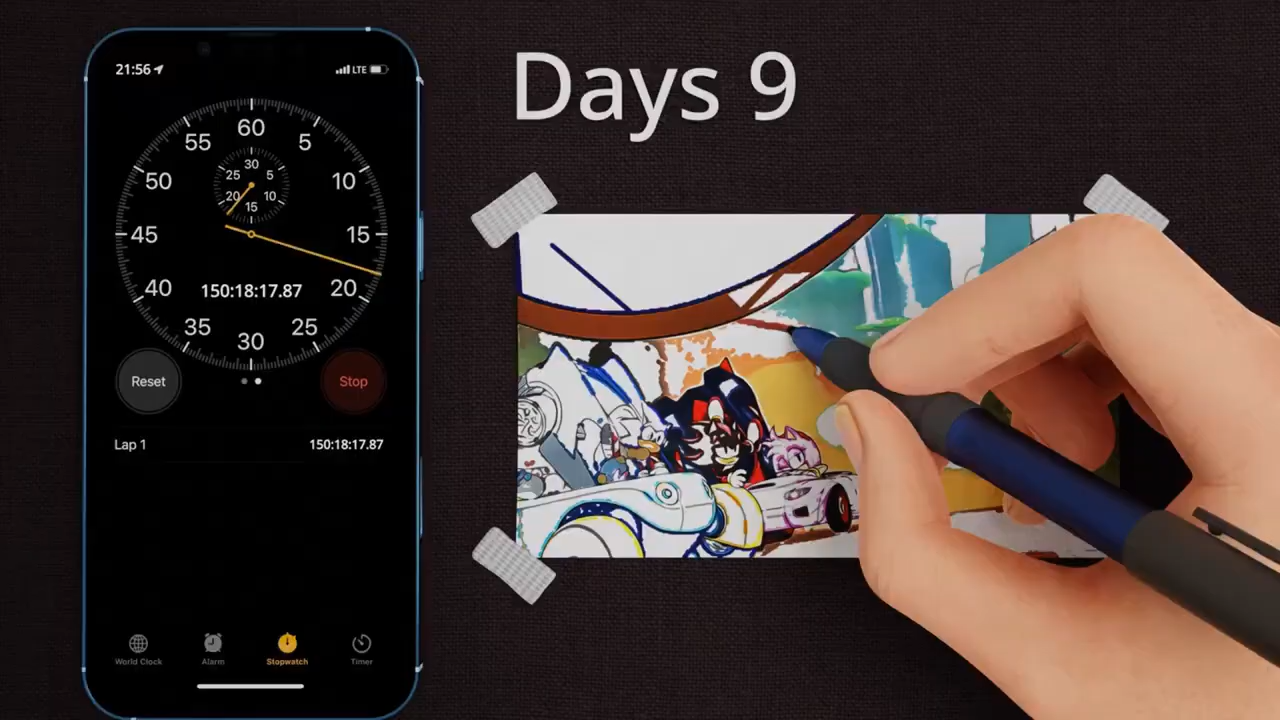 21:56
LTE
Days 9
60
55
5
50
10
45
15
40
20
35
25
30
30
25
5
20
10
15
150:18:17.87
Reset
Stop
Lap 1
150:18:17.87
World Clock
Alarm
Stopwatch
Timer